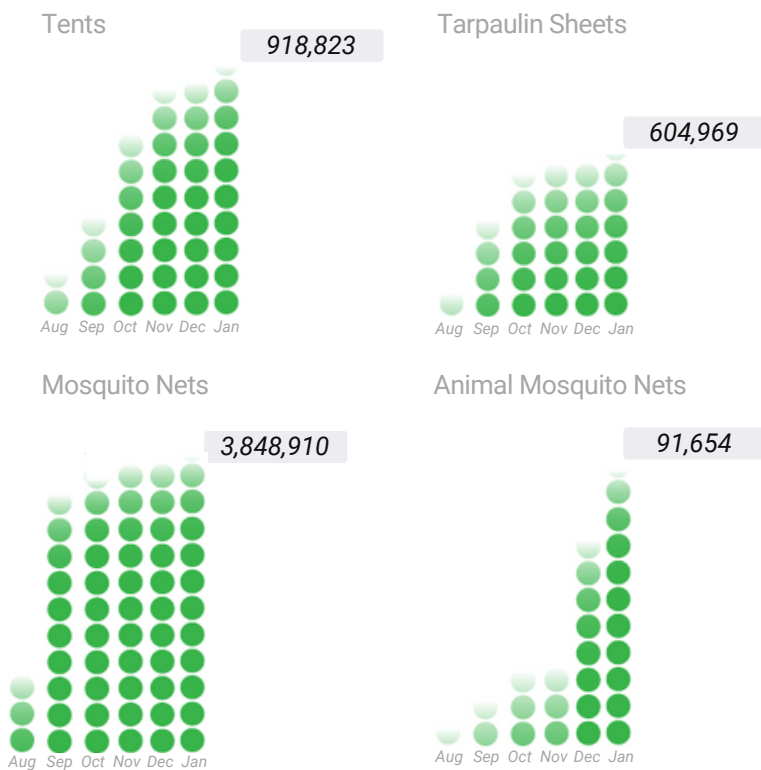 Tents
918,823
Aug Sep Oct Nov Dec Jan
Tarpaulin Sheets
604,969
Aug Sep Oct Nov Dec Jan
Mosquito Nets
3,848,910
Aug Sep Oct Nov Dec Jan
Animal Mosquito Nets
91,654
Aug Sep Oct Nov Dec Jan